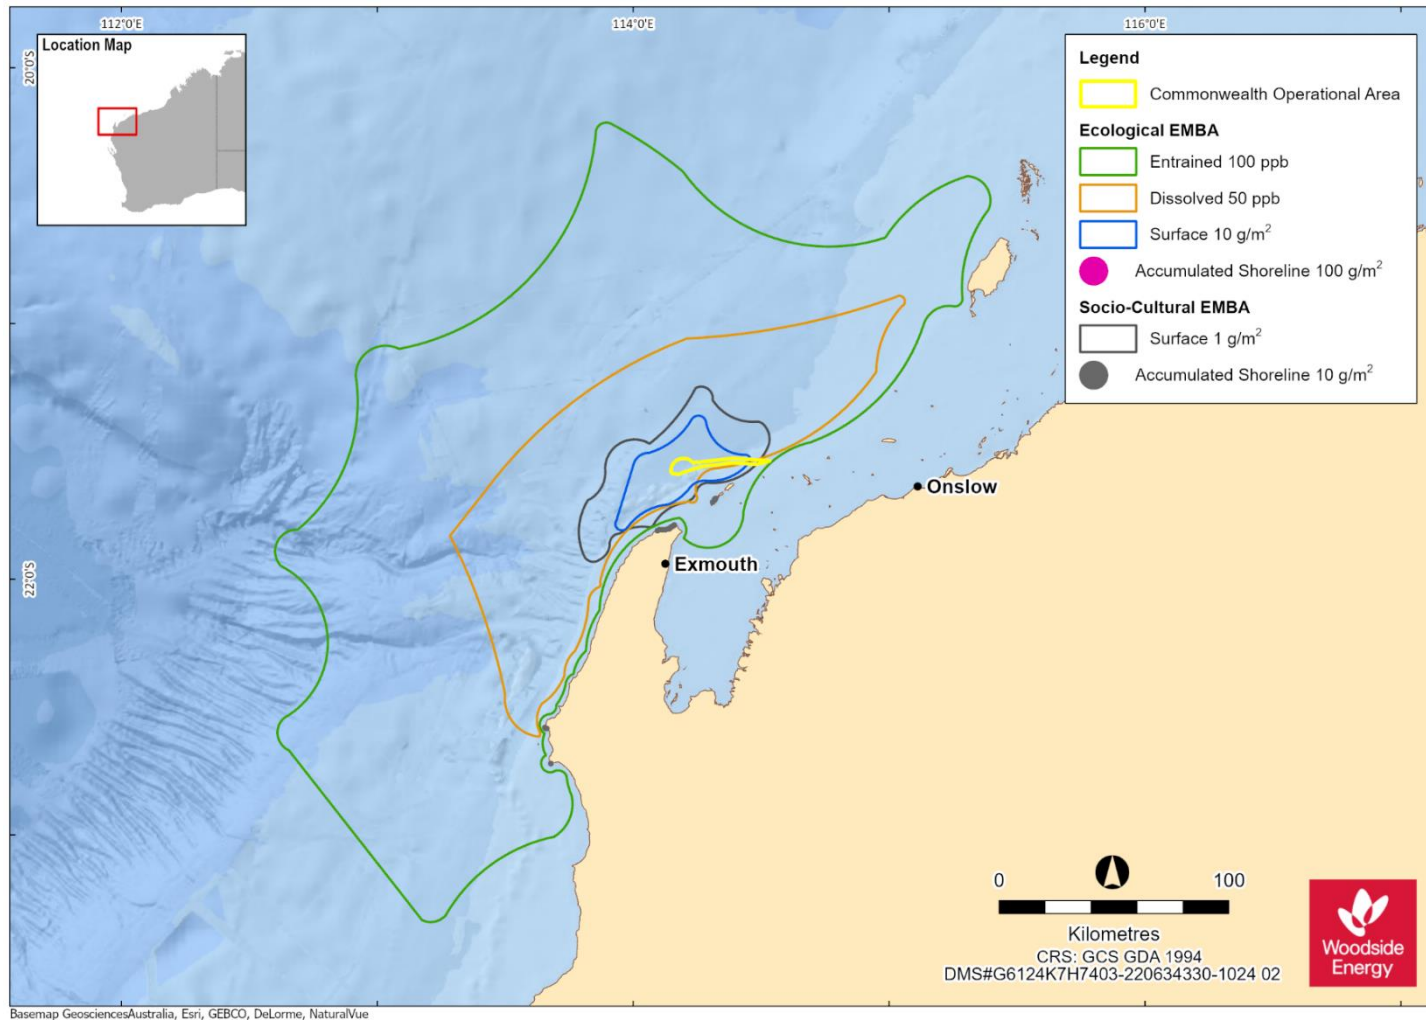 112°0'E
114°0'E
116°0'E
20°0'S
22°0'S
Location Map
Legend
Commonwealth Operational Area
Ecological EMBA
Entrained 100 ppb
Dissolved 50 ppb
Surface 10 g/m²
Accumulated Shoreline 100 g/m²
Socio-Cultural EMBA
Surface 1 g/m²
Accumulated Shoreline 10 g/m²
Onslow
Exmouth
0 100
Kilometres
CRS: GCS GDA 1994
DMS#G6124K7H7403-220634330-1024 02
Woodside
Energy
Basemap GeosciencesAustralia, Esri, GEBCO, DeLorme, NaturalVue